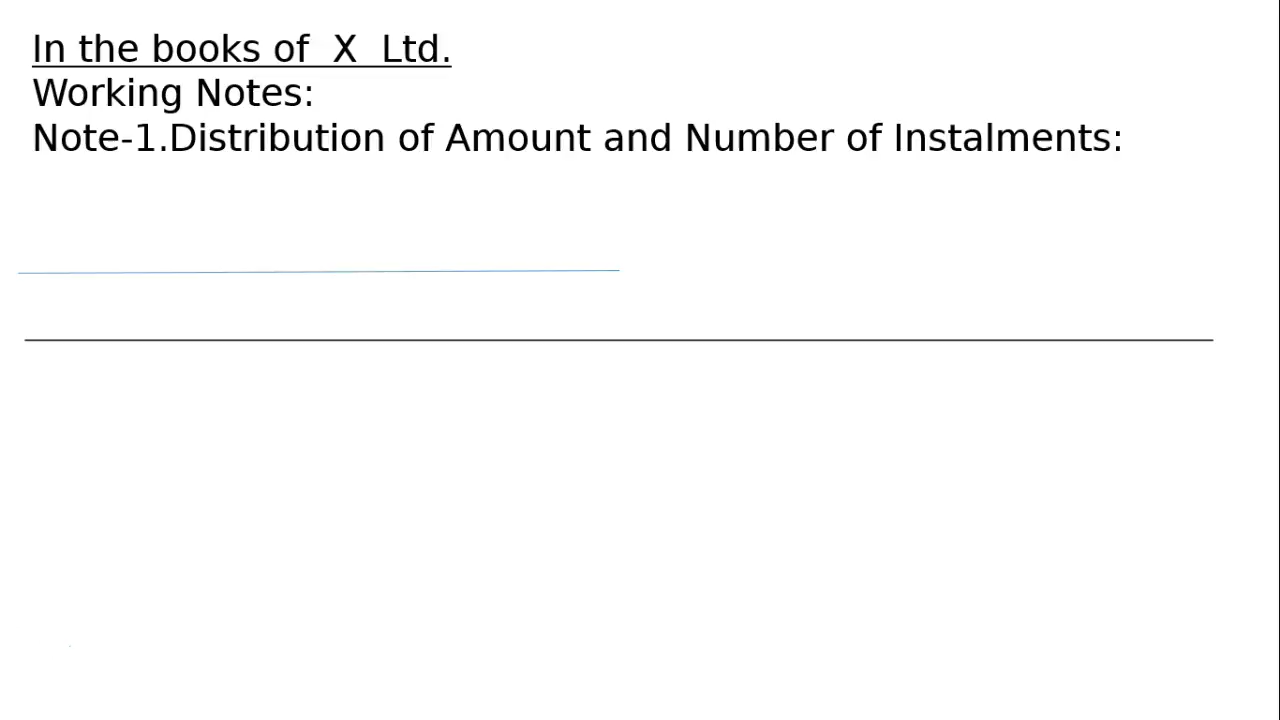 In the books of  X  Ltd.
Working Notes:
Note-1.Distribution of Amount and Number of Instalments: